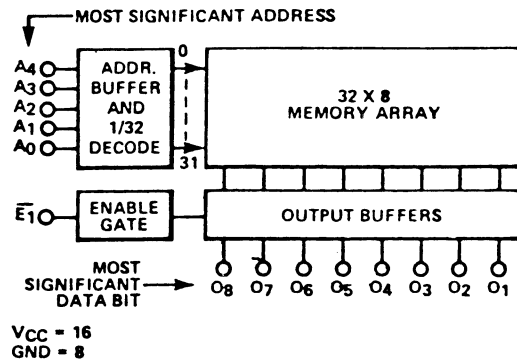 MOST SIGNIFICANT ADDRESS
A4
A3
A2
A1
A0
ADDR.
BUFFER
AND
1/32
DECODE
0
31
32 X 8
MEMORY ARRAY
E1
ENABLE
GATE
OUTPUT BUFFERS
MOST
SIGNIFICANT
DATA BIT
O8 O7 O6 O5 O4 O3 O2 O1
VCC = 16
GND = 8